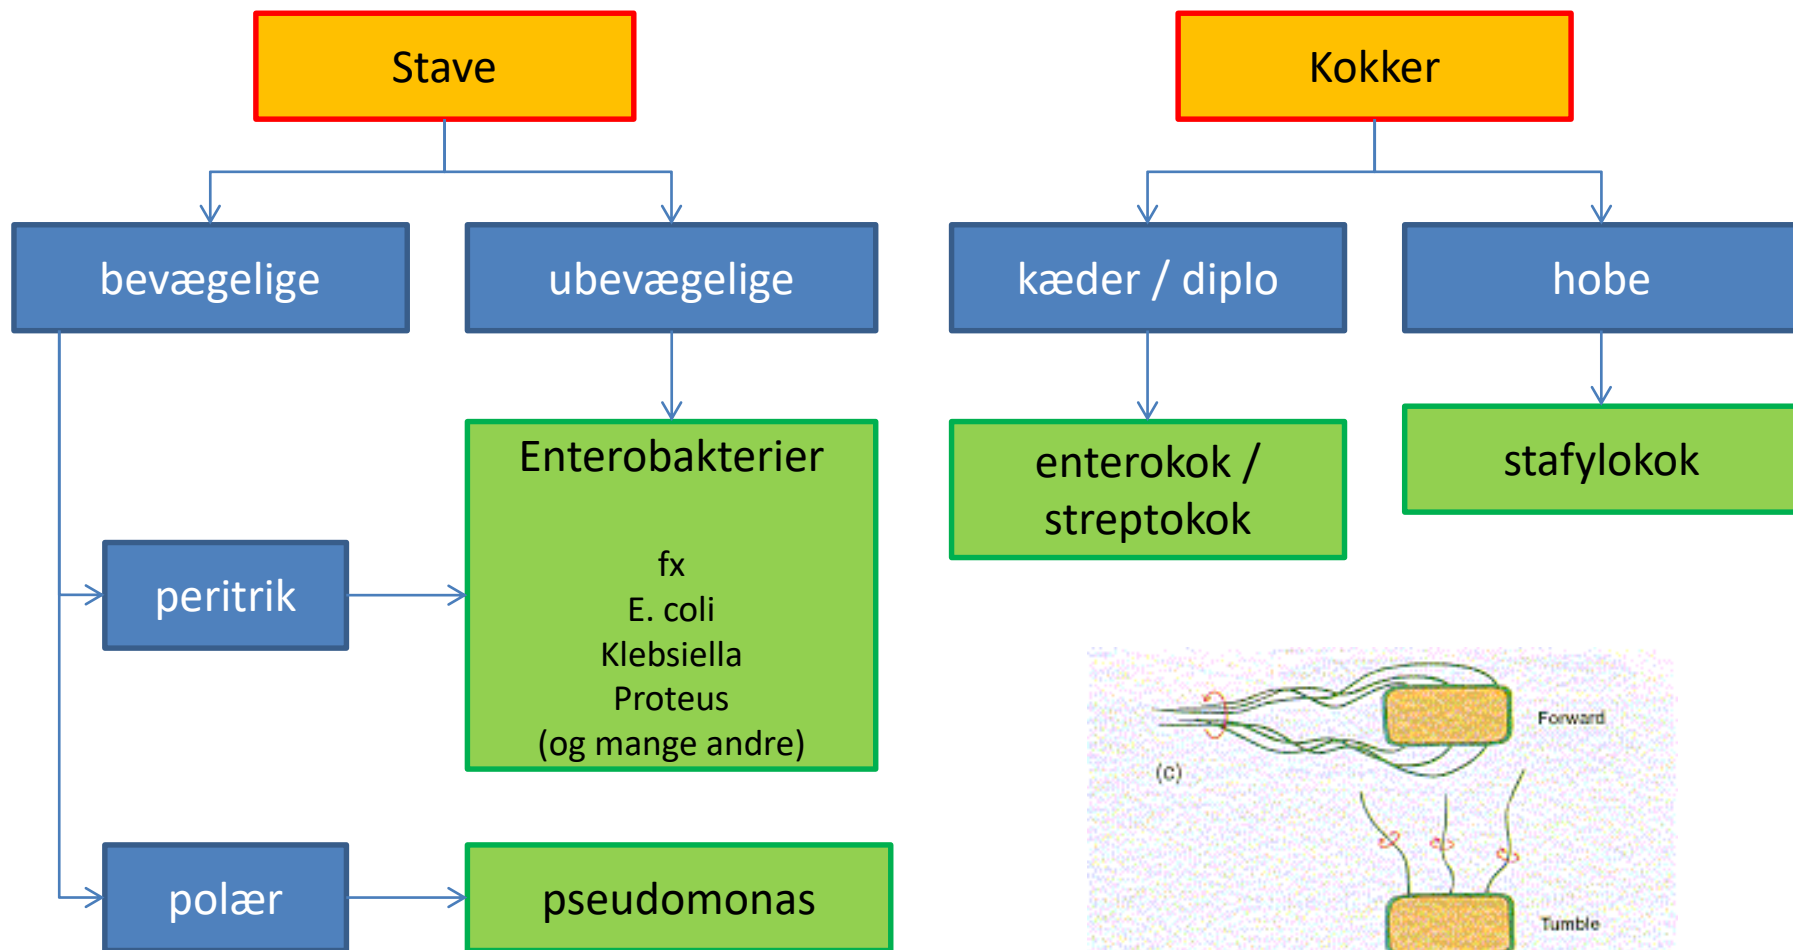 Stave
Kokker
bevægelige
ubevægelige
kæder / diplo
hobe
Enterobakterier
fx
E. coli
Klebsiella
Proteus
(og mange andre)
enterokok /
streptokok
stafylokok
peritrik
polær
pseudomonas
Forward
(c)
Tumble